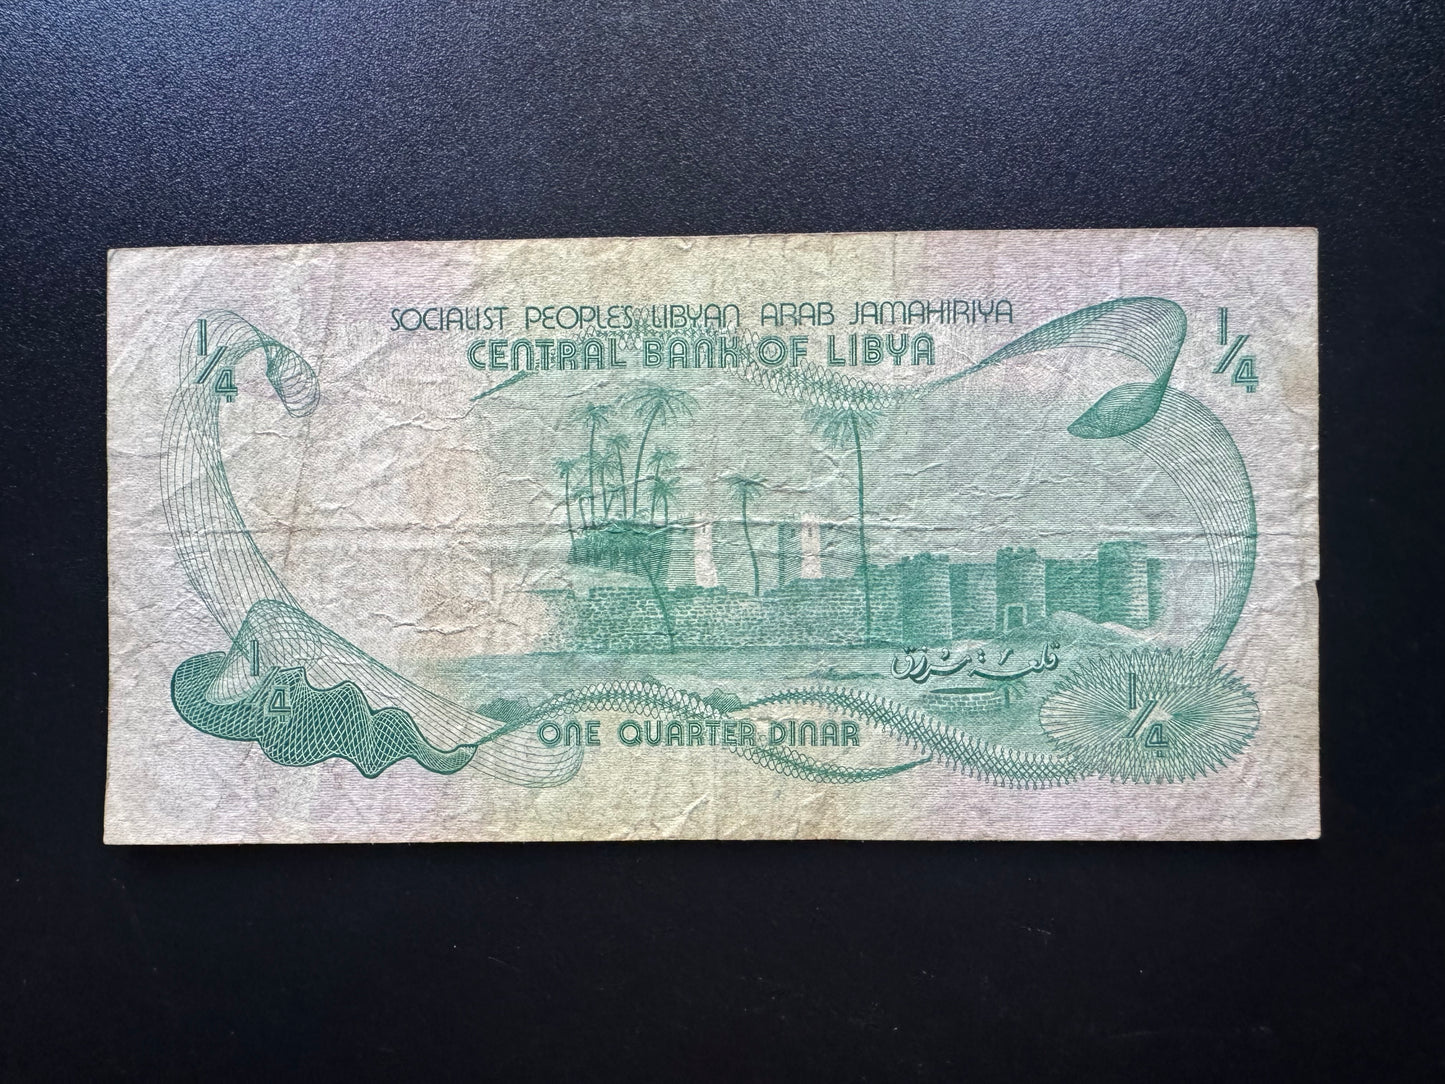 SOCIALIST PEOPLE'S LIBYAN ARAB JAMAHIRIYA
CENTRAL BANK OF LIBYA
1/4
1/4
قلعة مرزق
1/4
1/4
ONE QUARTER DINAR